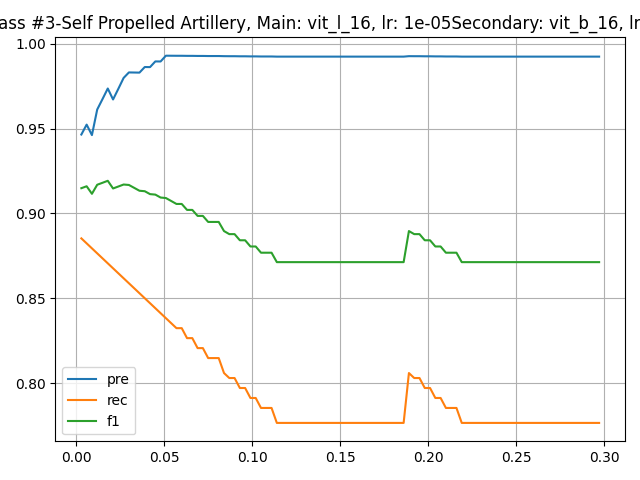 ass #3-Self Propelled Artillery, Main: vit_l_16, lr: 1e-05Secondary: vit_b_16, lr
1.00
0.95
0.90
0.85
0.80
pre
rec
f1
0.00 0.05 0.10 0.15 0.20 0.25 0.30